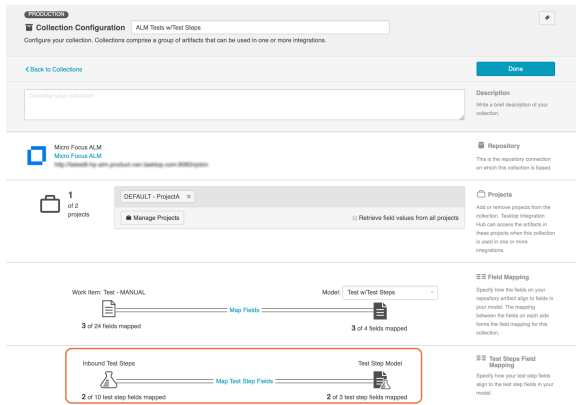 PRODUCTION
Collection Configuration
ALM Tests w/Test Steps
Configure your collection. Collections comprise a group of artifacts that can be used in one or more integrations.
Back to Collections
Done
Describe your collection
Description
Write a brief description of your
collection.
Micro Focus ALM
Micro Focus ALM
Repository
This is the repository connection
on which this collection is based.
1
of 2
projects
DEFAULT - ProjectA ×
Manage Projects
Retrieve field values from all projects
Projects
Add or remove projects from the
collection. Tasktop Integration
Hub can access the artifacts in
these projects when this collection
is used in one or more
integrations.
Work Item: Test - MANUAL
Model: Test w/Test Steps
Map Fields
3 of 24 fields mapped
3 of 4 fields mapped
Field Mapping
Specify how the fields on your
repository artifact align to fields in
your model. The mapping
between the fields on each side
forms the field mapping for this
collection.
Inbound Test Steps
Test Step Model
Map Test Step Fields
2 of 10 test step fields mapped
2 of 3 test step fields mapped
Test Steps Field
Mapping
Specify how your test step fields
align to the test step fields in your
model.